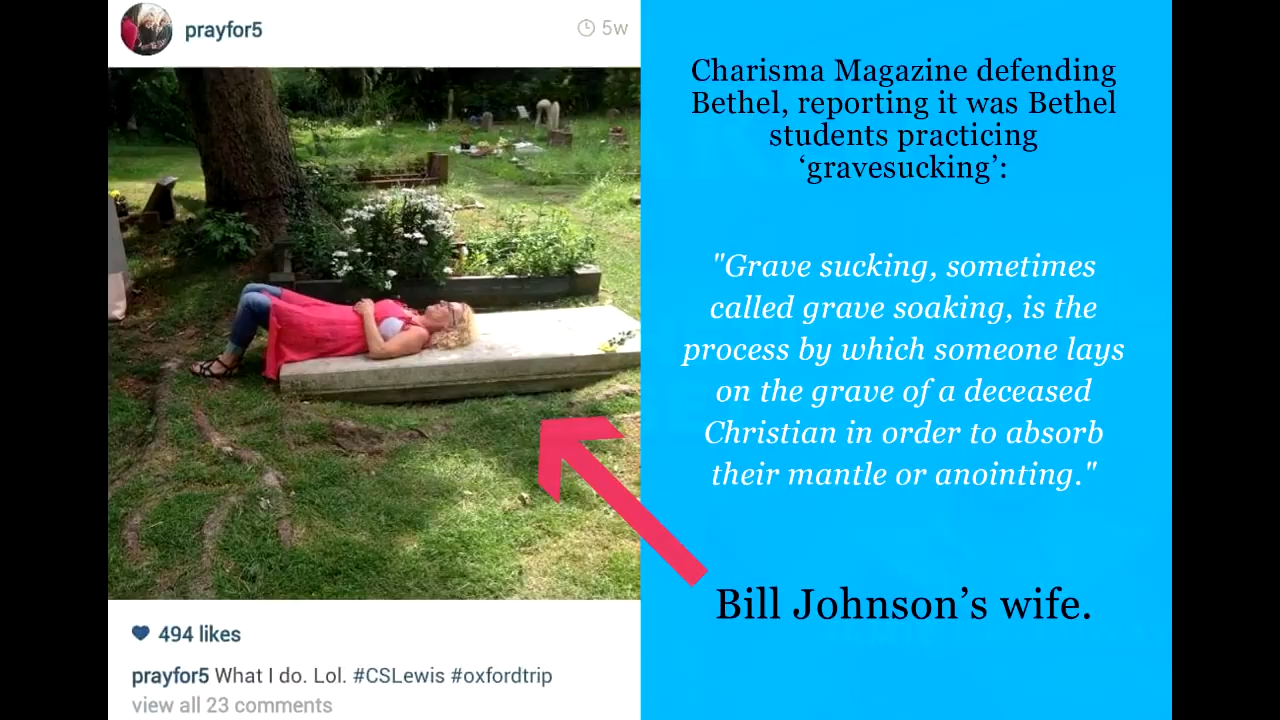 prayfor5
5w
494 likes
prayfor5 What I do. Lol. #CSLewis #oxfordtrip
view all 23 comments
Charisma Magazine defending
Bethel, reporting it was Bethel
students practicing
‘gravesucking’:
"Grave sucking, sometimes
called grave soaking, is the
process by which someone lays
on the grave of a deceased
Christian in order to absorb
their mantle or anointing."
Bill Johnson’s wife.